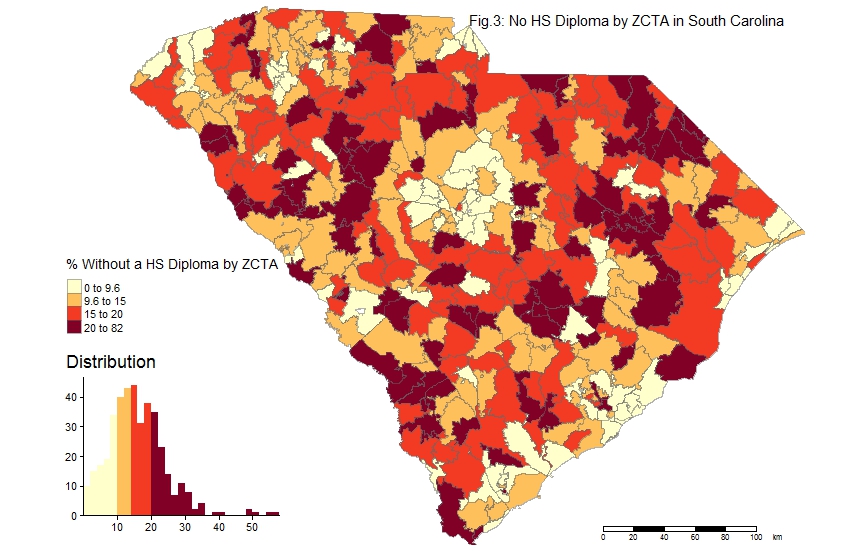 Fig.3: No HS Diploma by ZCTA in South Carolina
% Without a HS Diploma by ZCTA
0 to 9.6
9.6 to 15
15 to 20
20 to 82
Distribution
40
30
20
10
0
10 20 30 40 50
0 20 40 60 80 100 km